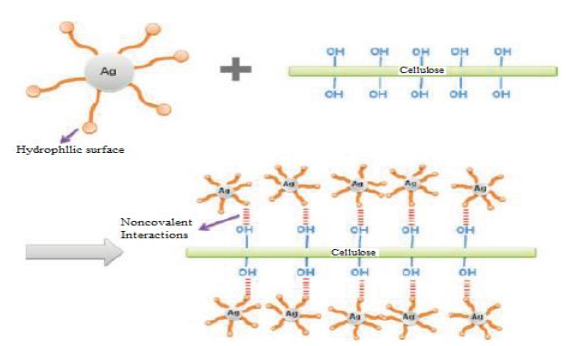 Ag
Hydrophllic surface
OH OH OH OH OH
Cellulose
OH OH OH OH OH
Ag Ag Ag Ag Ag
Noncovalent
Interactions
OH OH OH OH OH
Cellulose
OH OH OH OH OH
Ag Ag Ag Ag Ag